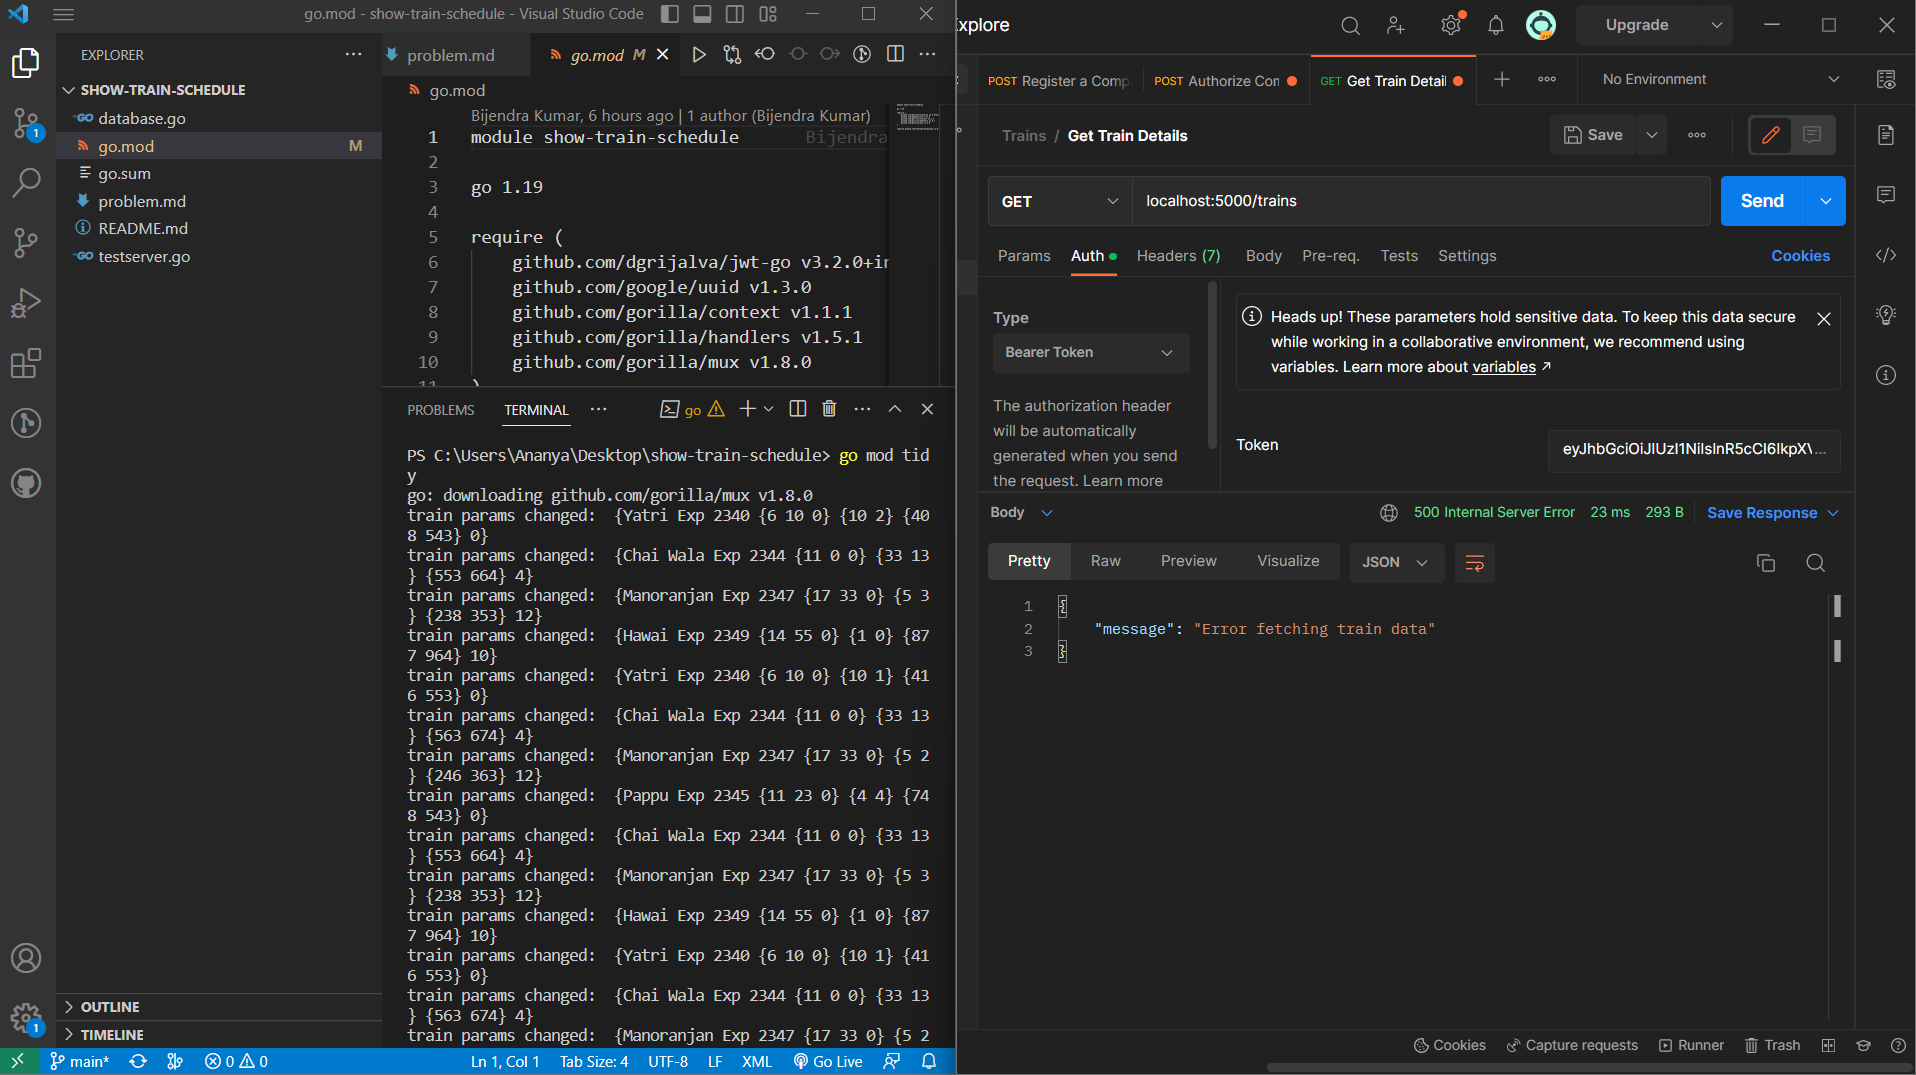 go.mod - show-train-schedule - Visual Studio Code
EXPLORER
SHOW-TRAIN-SCHEDULE
database.go
go.mod M
go.sum
problem.md
README.md
testserver.go
OUTLINE
TIMELINE
1
1
problem.md
go.mod M
go.mod
Bijendra Kumar, 6 hours ago | 1 author (Bijendra Kumar)
1 module show-train-schedule Bijendra
2
3 go 1.19
4
5 require (
6 github.com/dgrijalva/jwt-go v3.2.0+in
7 github.com/google/uuid v1.3.0
8 github.com/gorilla/context v1.1.1
9 github.com/gorilla/handlers v1.5.1
10 github.com/gorilla/mux v1.8.0
11 )
PROBLEMS TERMINAL go
PS C:\Users\Ananya\Desktop\show-train-schedule> go mod tid
y
go: downloading github.com/gorilla/mux v1.8.0
train params changed:  {Yatri Exp 2340 {6 10 0} {10 2} {40
8 543} 0}
train params changed:  {Chai Wala Exp 2344 {11 0 0} {33 13
} {553 664} 4}
train params changed:  {Manoranjan Exp 2347 {17 33 0} {5 3
} {238 353} 12}
train params changed:  {Hawai Exp 2349 {14 55 0} {1 0} {87
7 964} 10}
train params changed:  {Yatri Exp 2340 {6 10 0} {10 1} {41
6 553} 0}
train params changed:  {Chai Wala Exp 2344 {11 0 0} {33 13
} {563 674} 4}
train params changed:  {Manoranjan Exp 2347 {17 33 0} {5 2
} {246 363} 12}
train params changed:  {Pappu Exp 2345 {11 23 0} {4 4} {74
8 543} 0}
train params changed:  {Chai Wala Exp 2344 {11 0 0} {33 13
} {553 664} 4}
train params changed:  {Manoranjan Exp 2347 {17 33 0} {5 3
} {238 353} 12}
train params changed:  {Hawai Exp 2349 {14 55 0} {1 0} {87
7 964} 10}
train params changed:  {Yatri Exp 2340 {6 10 0} {10 1} {41
6 553} 0}
train params changed:  {Chai Wala Exp 2344 {11 0 0} {33 13
} {563 674} 4}
train params changed:  {Manoranjan Exp 2347 {17 33 0} {5 2
main* 0 0 Ln 1, Col 1 Tab Size: 4 UTF-8 LF XML Go Live
Explore Upgrade
POST Register a Comp POST Authorize Con GET Get Train Detail No Environment
Trains / Get Train Details Save
GET localhost:5000/trains Send
Params Auth Headers (7) Body Pre-req. Tests Settings Cookies
Type
Bearer Token
The authorization header
will be automatically
generated when you send
the request. Learn more
Heads up! These parameters hold sensitive data. To keep this data secure
while working in a collaborative environment, we recommend using
variables. Learn more about variables ↗
Token
Body 500 Internal Server Error 23 ms 293 B Save Response
Pretty Raw Preview Visualize JSON
1 {
2 "message": "Error fetching train data"
3 }
Cookies Capture requests Runner Trash